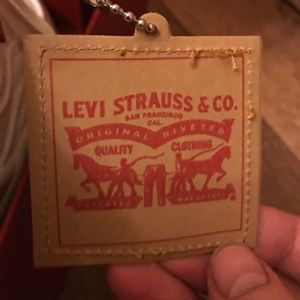 LEVI STRAUSS & CO.
SAN FRANCISCO
CAL.
ORIGINAL RIVETED
QUALITY CLOTHING